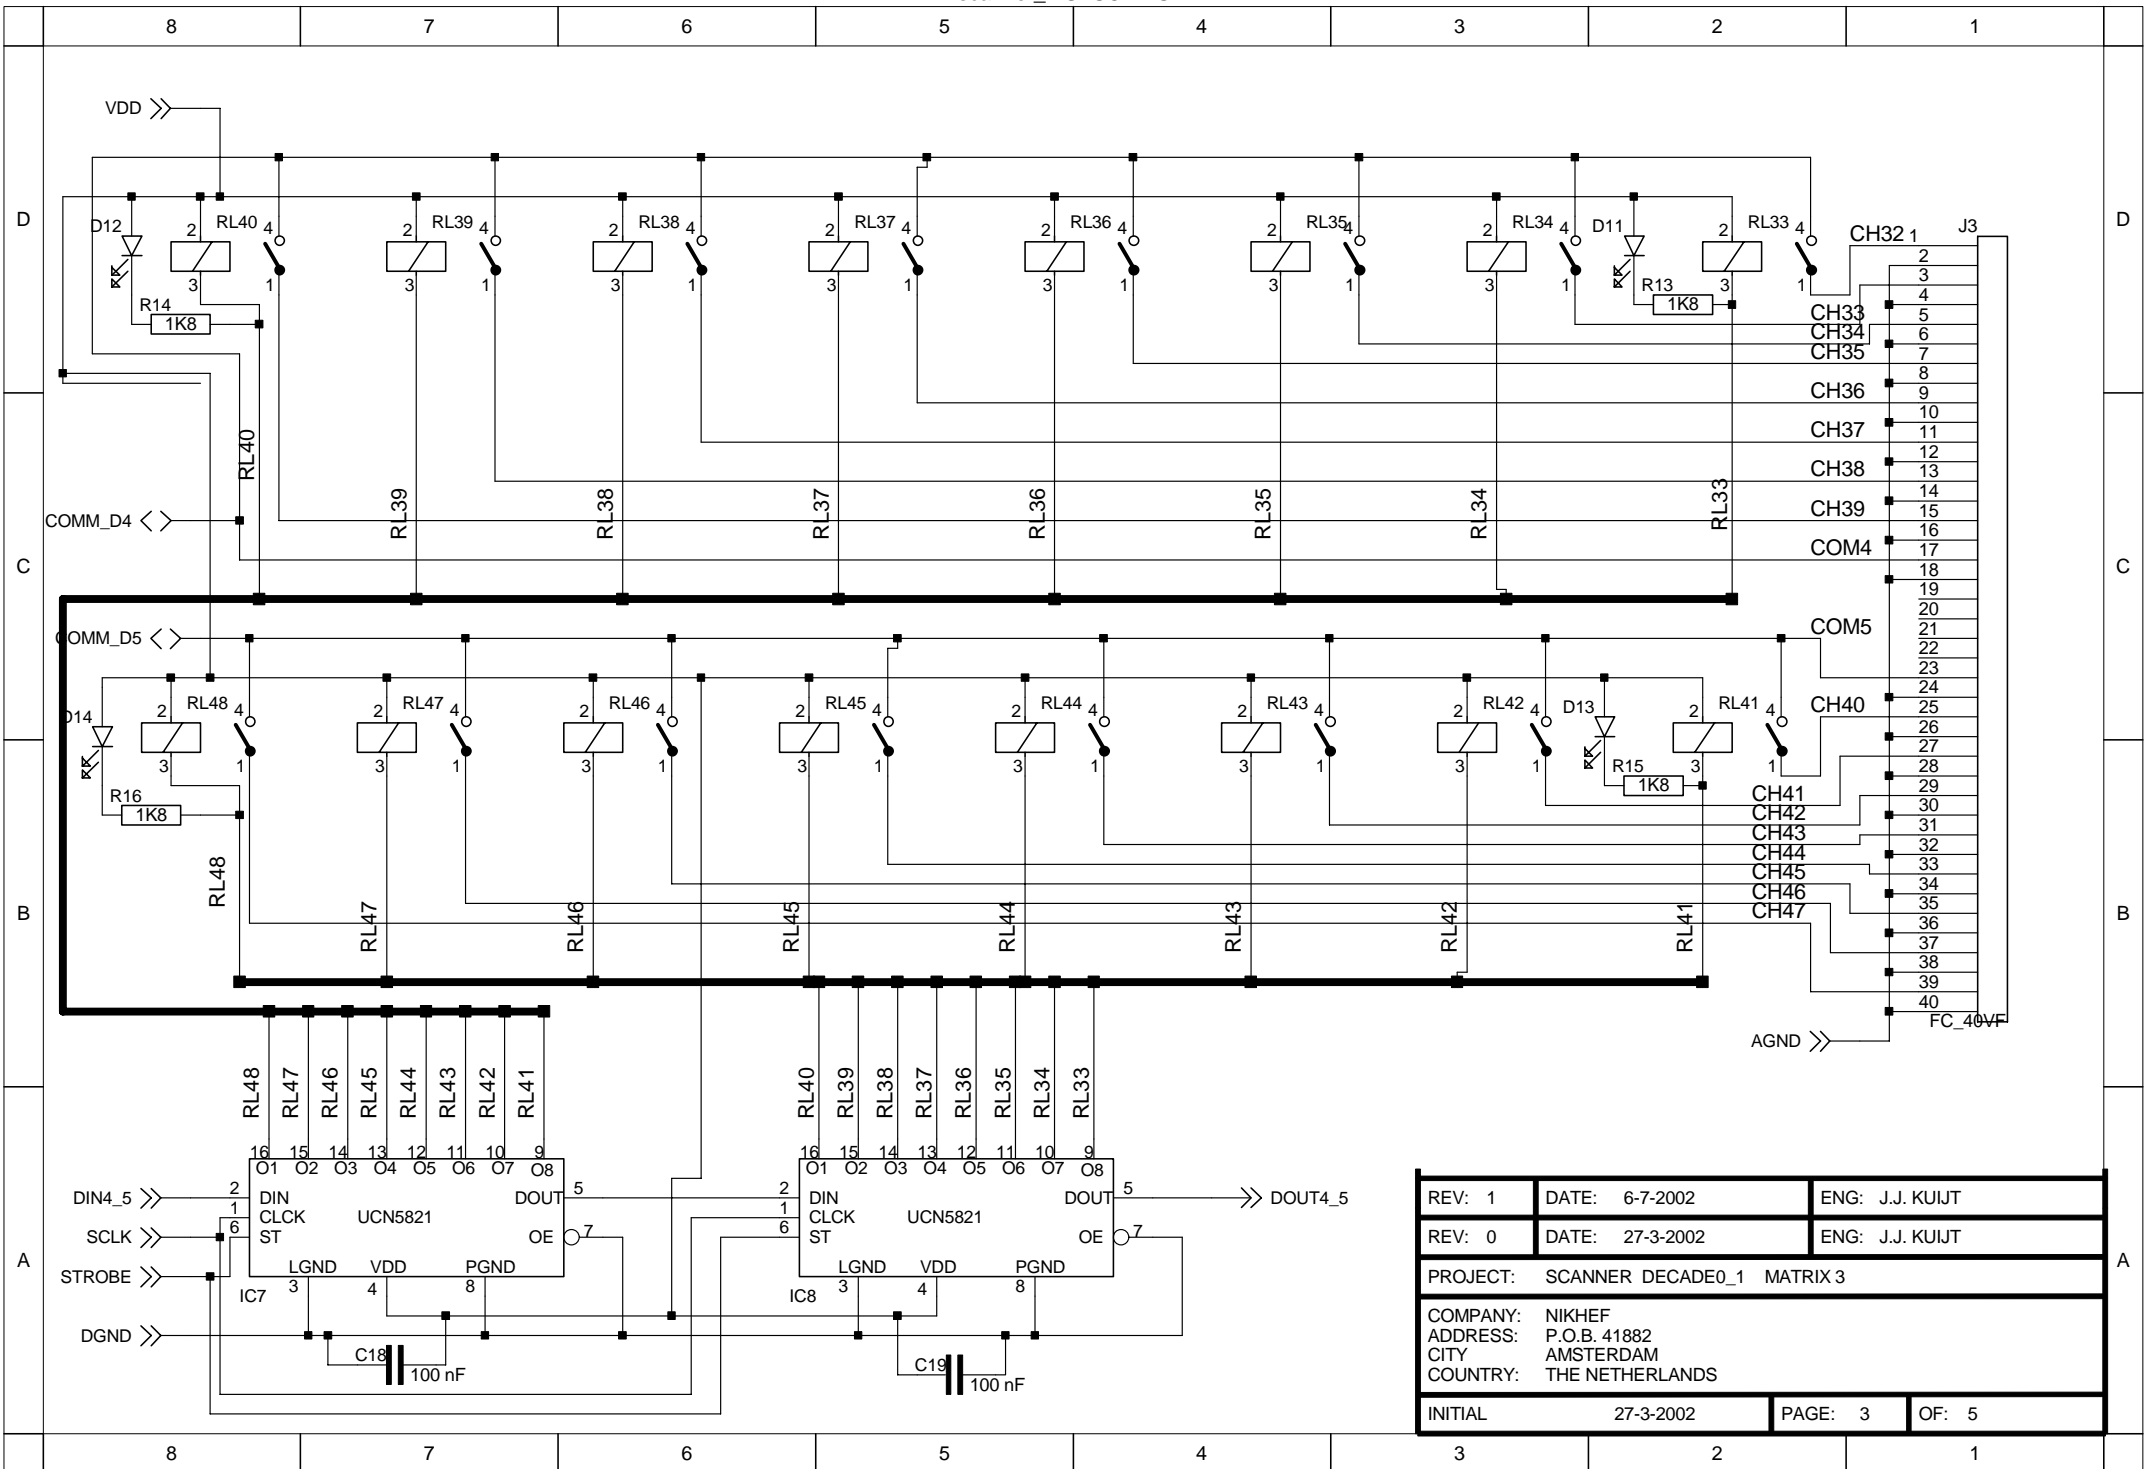 8 7 6 5 4 3 2 1
VDD
D D
D12 2 RL40 4 2 RL39 4 2 RL38 4 2 RL37 4 2 RL36 4 2 RL35 4 2 RL34 4 D11 2 RL33 4 CH32 1 J3
3 1 3 1 3 1 3 1 3 1 3 1 3 1 3 1
R14 R13
1K8 1K8
2
3
4
CH33 5
CH34 6
CH35 7
8
CH36 9
10
CH37 11
12
CH38 13
14
CH39 15
16
COM4 17
18
19
20
COM5 21
22
23
24
CH40 25
26
27
28
29
30
31
32
33
34
35
36
37
38
39
40
FC_40VF
RL40 RL39 RL38 RL37 RL36 RL35 RL34 RL33
COMM_D4
C C
COMM_D5
D14 2 RL48 4 2 RL47 4 2 RL46 4 2 RL45 4 2 RL44 4 2 RL43 4 2 RL42 4 D13 2 RL41 4
3 1 3 1 3 1 3 1 3 1 3 1 3 1 3 1
R16 R15
1K8 1K8
CH41
CH42
CH43
CH44
CH45
CH46
CH47
RL48 RL47 RL46 RL45 RL44 RL43 RL42 RL41
B B
AGND
RL48 RL47 RL46 RL45 RL44 RL43 RL42 RL41 RL40 RL39 RL38 RL37 RL36 RL35 RL34 RL33
16 15 14 13 12 11 10 9 16 15 14 13 12 11 10 9
O1 O2 O3 O4 O5 O6 O7 O8 O1 O2 O3 O4 O5 O6 O7 O8
DIN4_5 2 DIN DOUT 5 2 DIN DOUT 5 DOUT4_5
1 CLCK UCN5821 1 CLCK UCN5821
SCLK 6 ST OE 7 6 ST OE 7
STROBE LGND VDD PGND LGND VDD PGND
IC7 3 4 8 IC8 3 4 8
DGND
C18 100 nF C19 100 nF
A A
REV: 1 DATE: 6-7-2002 ENG: J.J. KUIJT
REV: 0 DATE: 27-3-2002 ENG: J.J. KUIJT
PROJECT: SCANNER DECADE0_1 MATRIX 3
COMPANY: NIKHEF
ADDRESS: P.O.B. 41882
CITY AMSTERDAM
COUNTRY: THE NETHERLANDS
INITIAL 27-3-2002 PAGE: 3 OF: 5
8 7 6 5 4 3 2 1